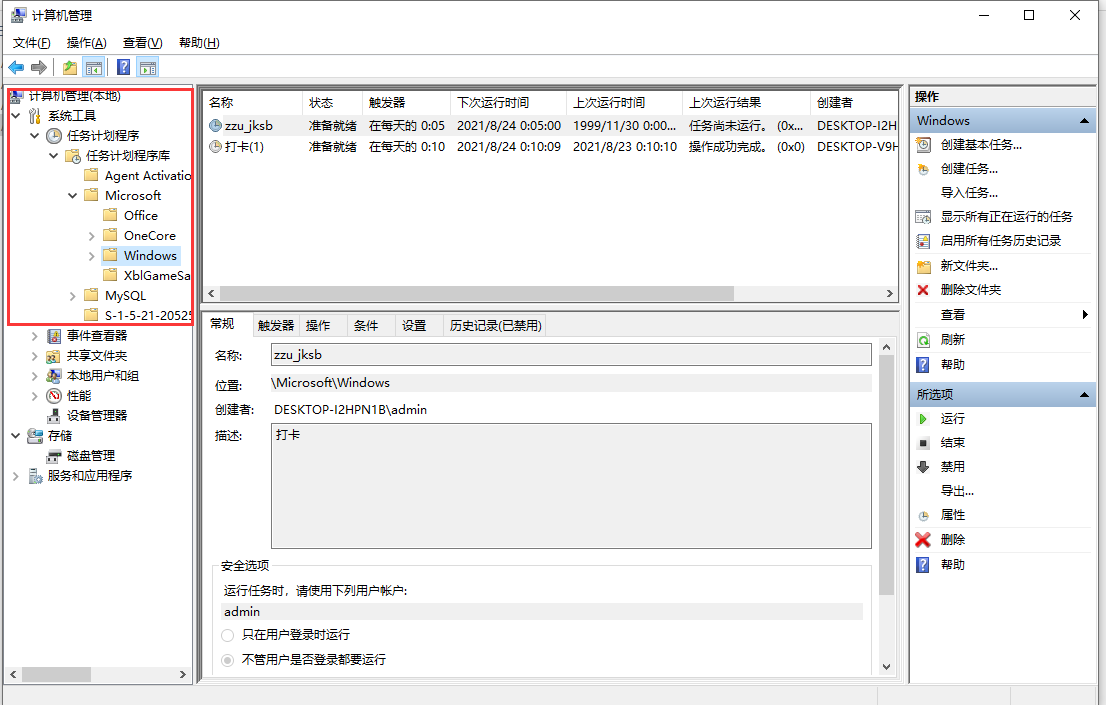 计算机管理
文件(F) 操作(A) 查看(V) 帮助(H)
计算机管理(本地)
系统工具
任务计划程序
任务计划程序库
Agent Activatio
Microsoft
Office
OneCore
Windows
XblGameSa
MySQL
S-1-5-21-20525
事件查看器
共享文件夹
本地用户和组
性能
设备管理器
存储
磁盘管理
服务和应用程序
名称 状态 触发器 下次运行时间 上次运行时间 上次运行结果 创建者
zzu_jksb 准备就绪 在每天的 0:05 2021/8/24 0:05:00 1999/11/30 0:00... 任务尚未运行。 (0x... DESKTOP-I2H
打卡(1) 准备就绪 在每天的 0:10 2021/8/24 0:10:09 2021/8/23 0:10:10 操作成功完成。 (0x0) DESKTOP-V9H
常规 触发器 操作 条件 设置 历史记录(已禁用)
名称: zzu_jksb
位置: \Microsoft\Windows
创建者: DESKTOP-I2HPN1B\admin
描述: 打卡
安全选项
运行任务时，请使用下列用户帐户:
admin
只在用户登录时运行
不管用户是否登录都要运行
操作
Windows
创建基本任务...
创建任务...
导入任务...
显示所有正在运行的任务
启用所有任务历史记录
新文件夹...
删除文件夹
查看
刷新
帮助
所选项
运行
结束
禁用
导出...
属性
删除
帮助